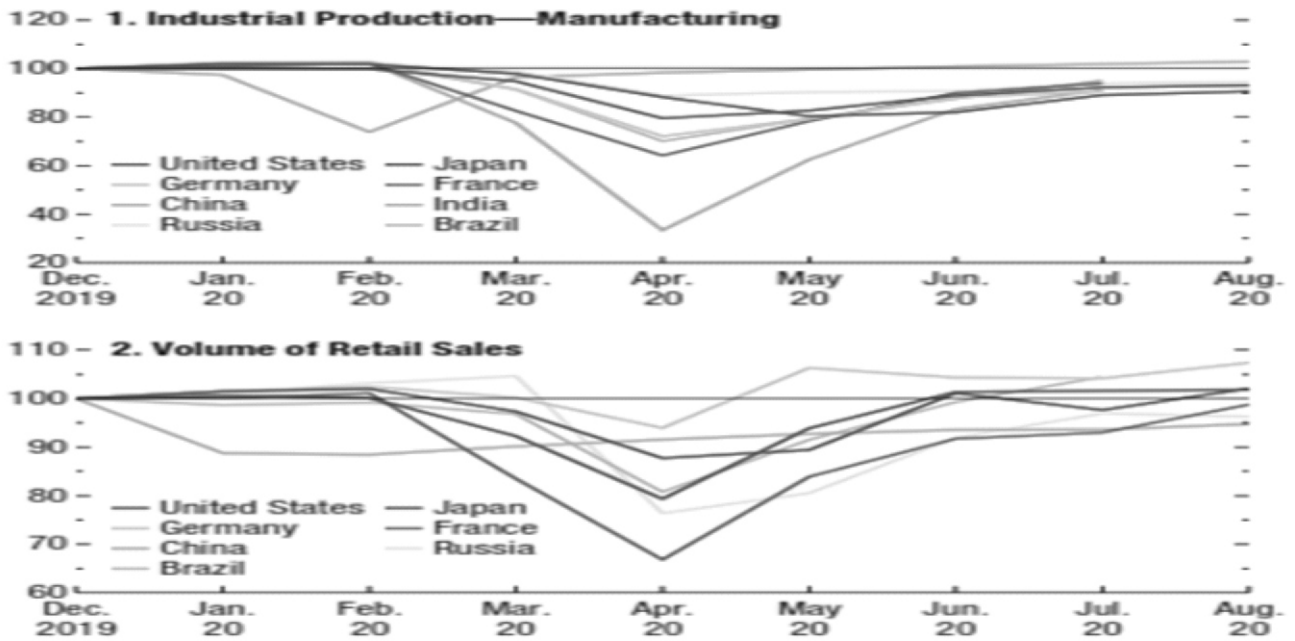 120 1. Industrial Production—Manufacturing
100
80
60
40
20
United States Japan
Germany France
China India
Russia Brazil
Dec. Jan. Feb. Mar. Apr. May Jun. Jul. Aug.
2019 20 20 20 20 20 20 20 20
110 2. Volume of Retail Sales
100
90
80
70
60
United States Japan
Germany France
China Russia
Brazil
Dec. Jan. Feb. Mar. Apr. May Jun. Jul. Aug.
2019 20 20 20 20 20 20 20 20